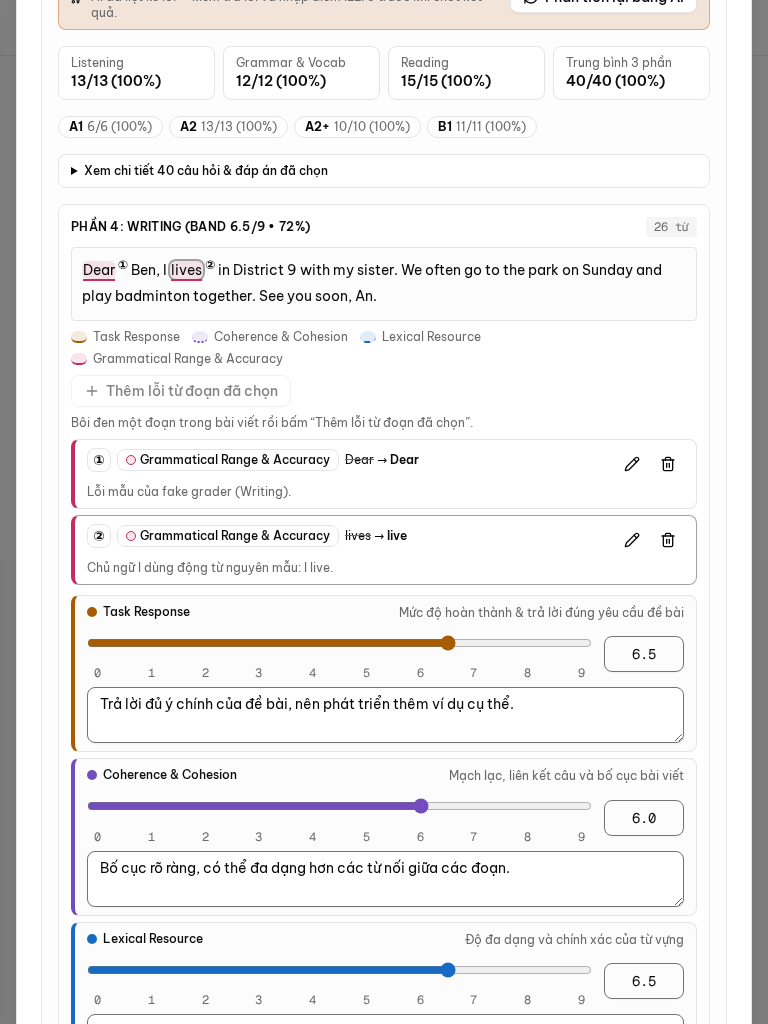 quả.
Listening
13/13 (100%)
Grammar & Vocab
12/12 (100%)
Reading
15/15 (100%)
Trung bình 3 phần
40/40 (100%)
A1 6/6 (100%)
A2 13/13 (100%)
A2+ 10/10 (100%)
B1 11/11 (100%)
Xem chi tiết 40 câu hỏi & đáp án đã chọn
PHẦN 4: WRITING (BAND 6.5/9 • 72%)
26 từ
Dear ① Ben, I lives ② in District 9 with my sister. We often go to the park on Sunday and
play badminton together. See you soon, An.
Task Response
Coherence & Cohesion
Lexical Resource
Grammatical Range & Accuracy
+ Thêm lỗi từ đoạn đã chọn
Bôi đen một đoạn trong bài viết rồi bấm “Thêm lỗi từ đoạn đã chọn”.
① Grammatical Range & Accuracy Dear → Dear
Lỗi mẫu của fake grader (Writing).
② Grammatical Range & Accuracy lives → live
Chủ ngữ I dùng động từ nguyên mẫu: I live.
Task Response
Mức độ hoàn thành & trả lời đúng yêu cầu đề bài
6.5
0 1 2 3 4 5 6 7 8 9
Trả lời đủ ý chính của đề bài, nên phát triển thêm ví dụ cụ thể.
Coherence & Cohesion
Mạch lạc, liên kết câu và bố cục bài viết
6.0
0 1 2 3 4 5 6 7 8 9
Bố cục rõ ràng, có thể đa dạng hơn các từ nối giữa các đoạn.
Lexical Resource
Độ đa dạng và chính xác của từ vựng
6.5
0 1 2 3 4 5 6 7 8 9